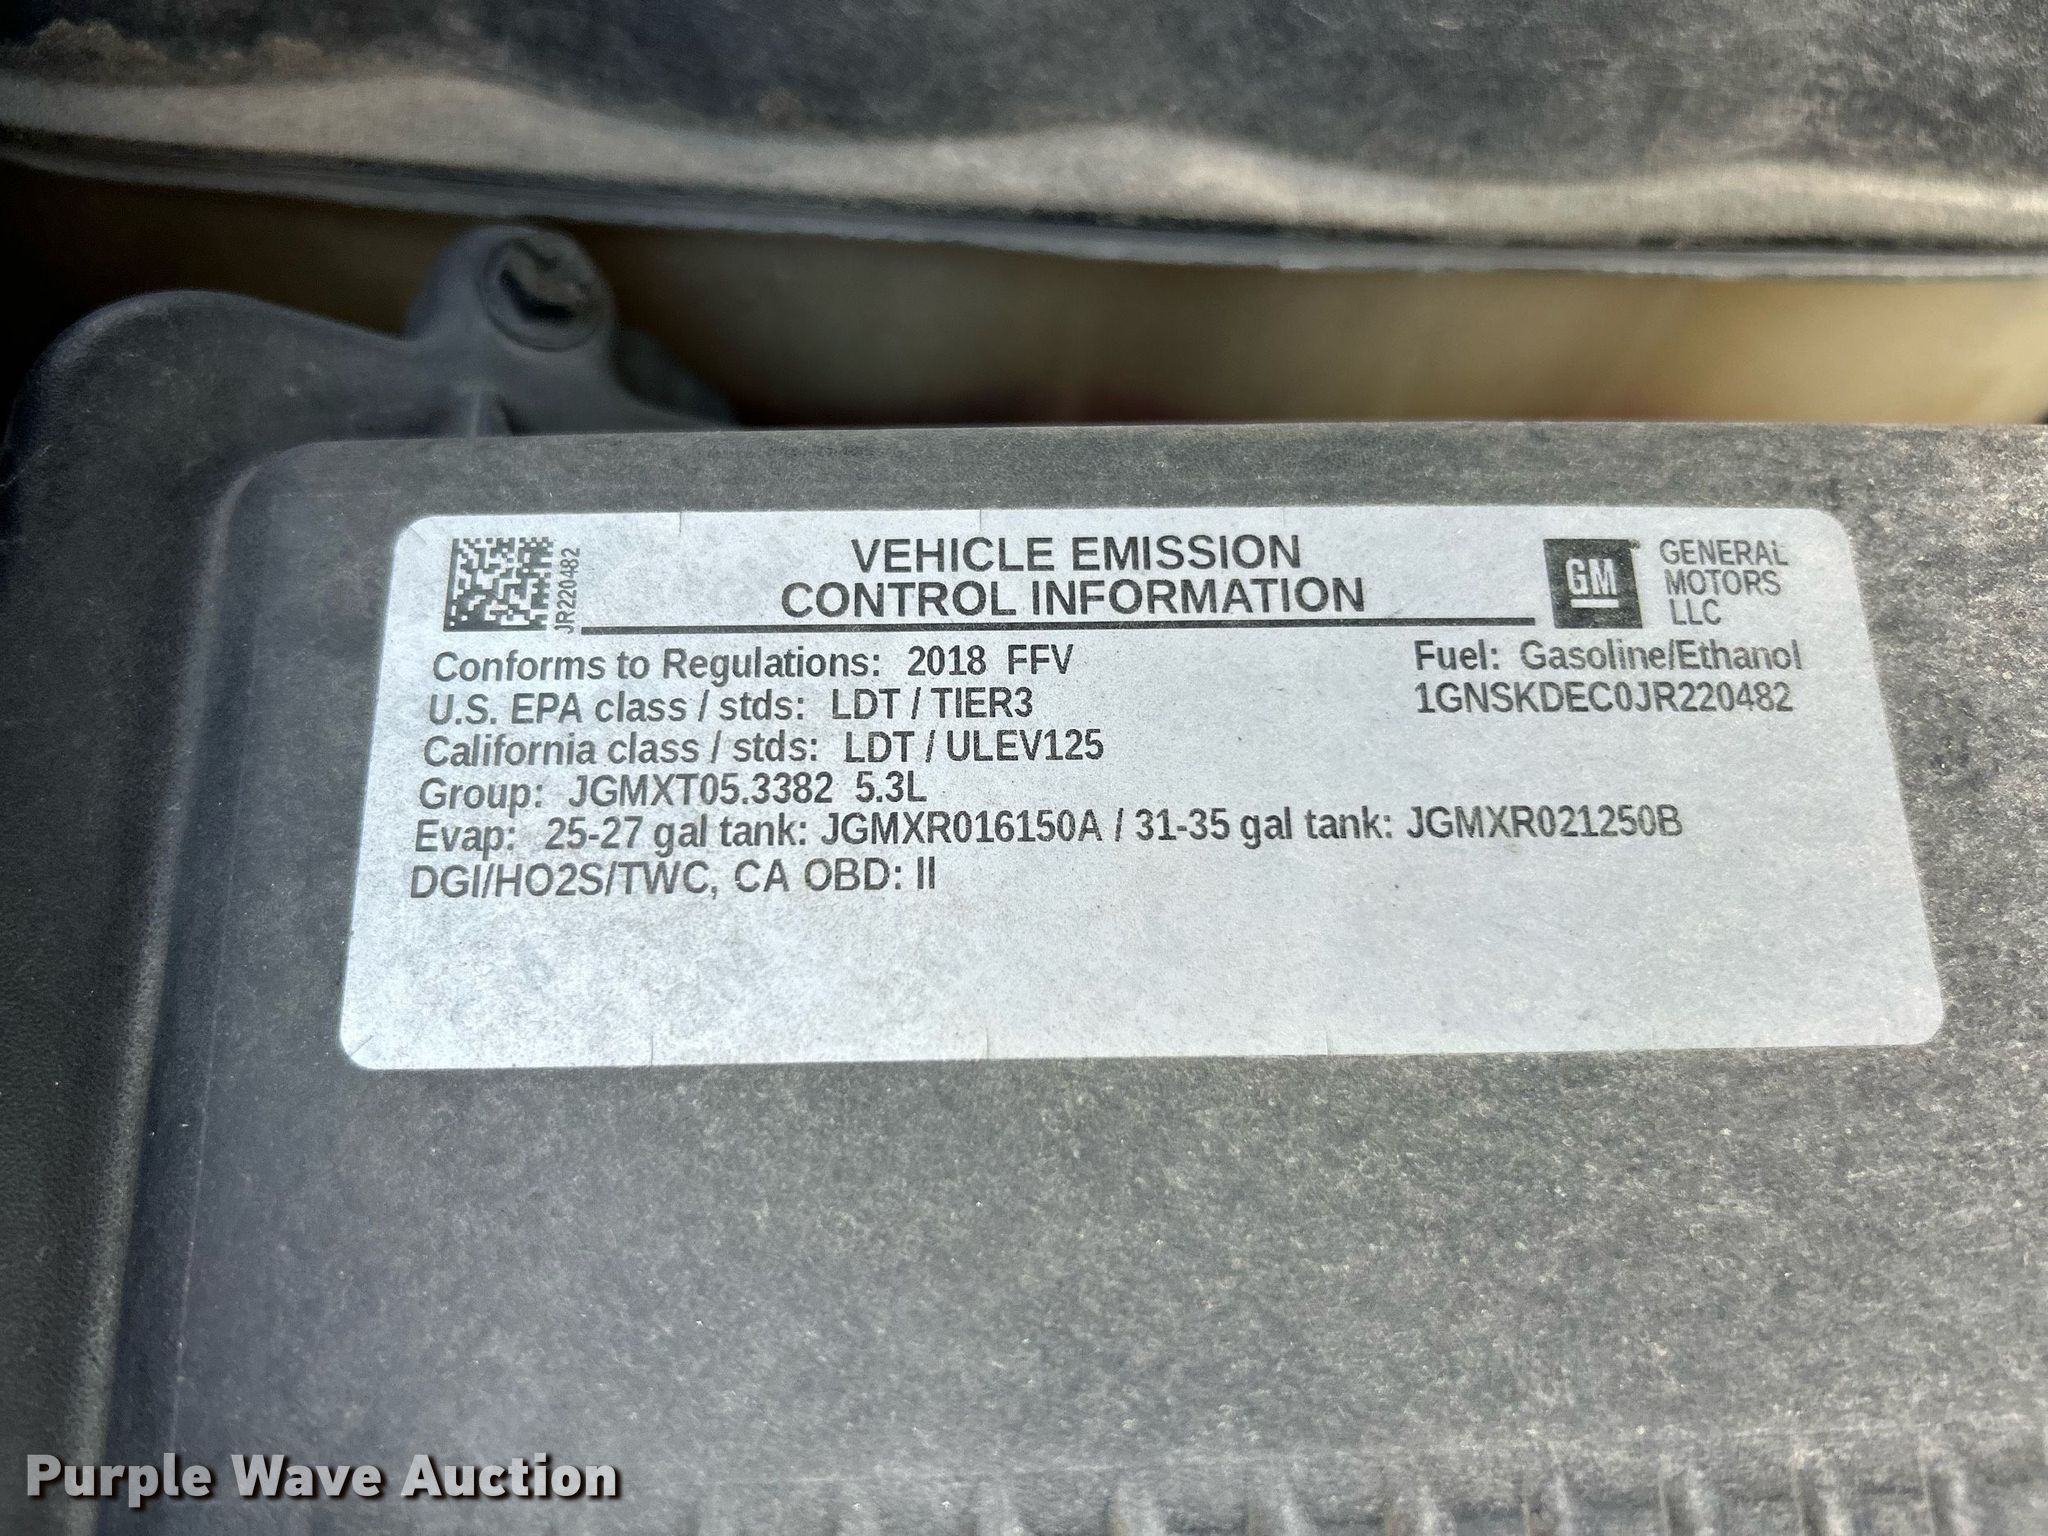 JR220482
VEHICLE EMISSION
CONTROL INFORMATION
GM
GENERAL
MOTORS
LLC
Conforms to Regulations: 2018 FFV
Fuel: Gasoline/Ethanol
U.S. EPA class / stds: LDT / TIER3
1GNSKDEC0JR220482
California class / stds: LDT / ULEV125
Group: JGMXT05.3382 5.3L
Evap: 25-27 gal tank: JGMXR016150A / 31-35 gal tank: JGMXR021250B
DGI/HO2S/TWC, CA OBD: II
Purple Wave Auction